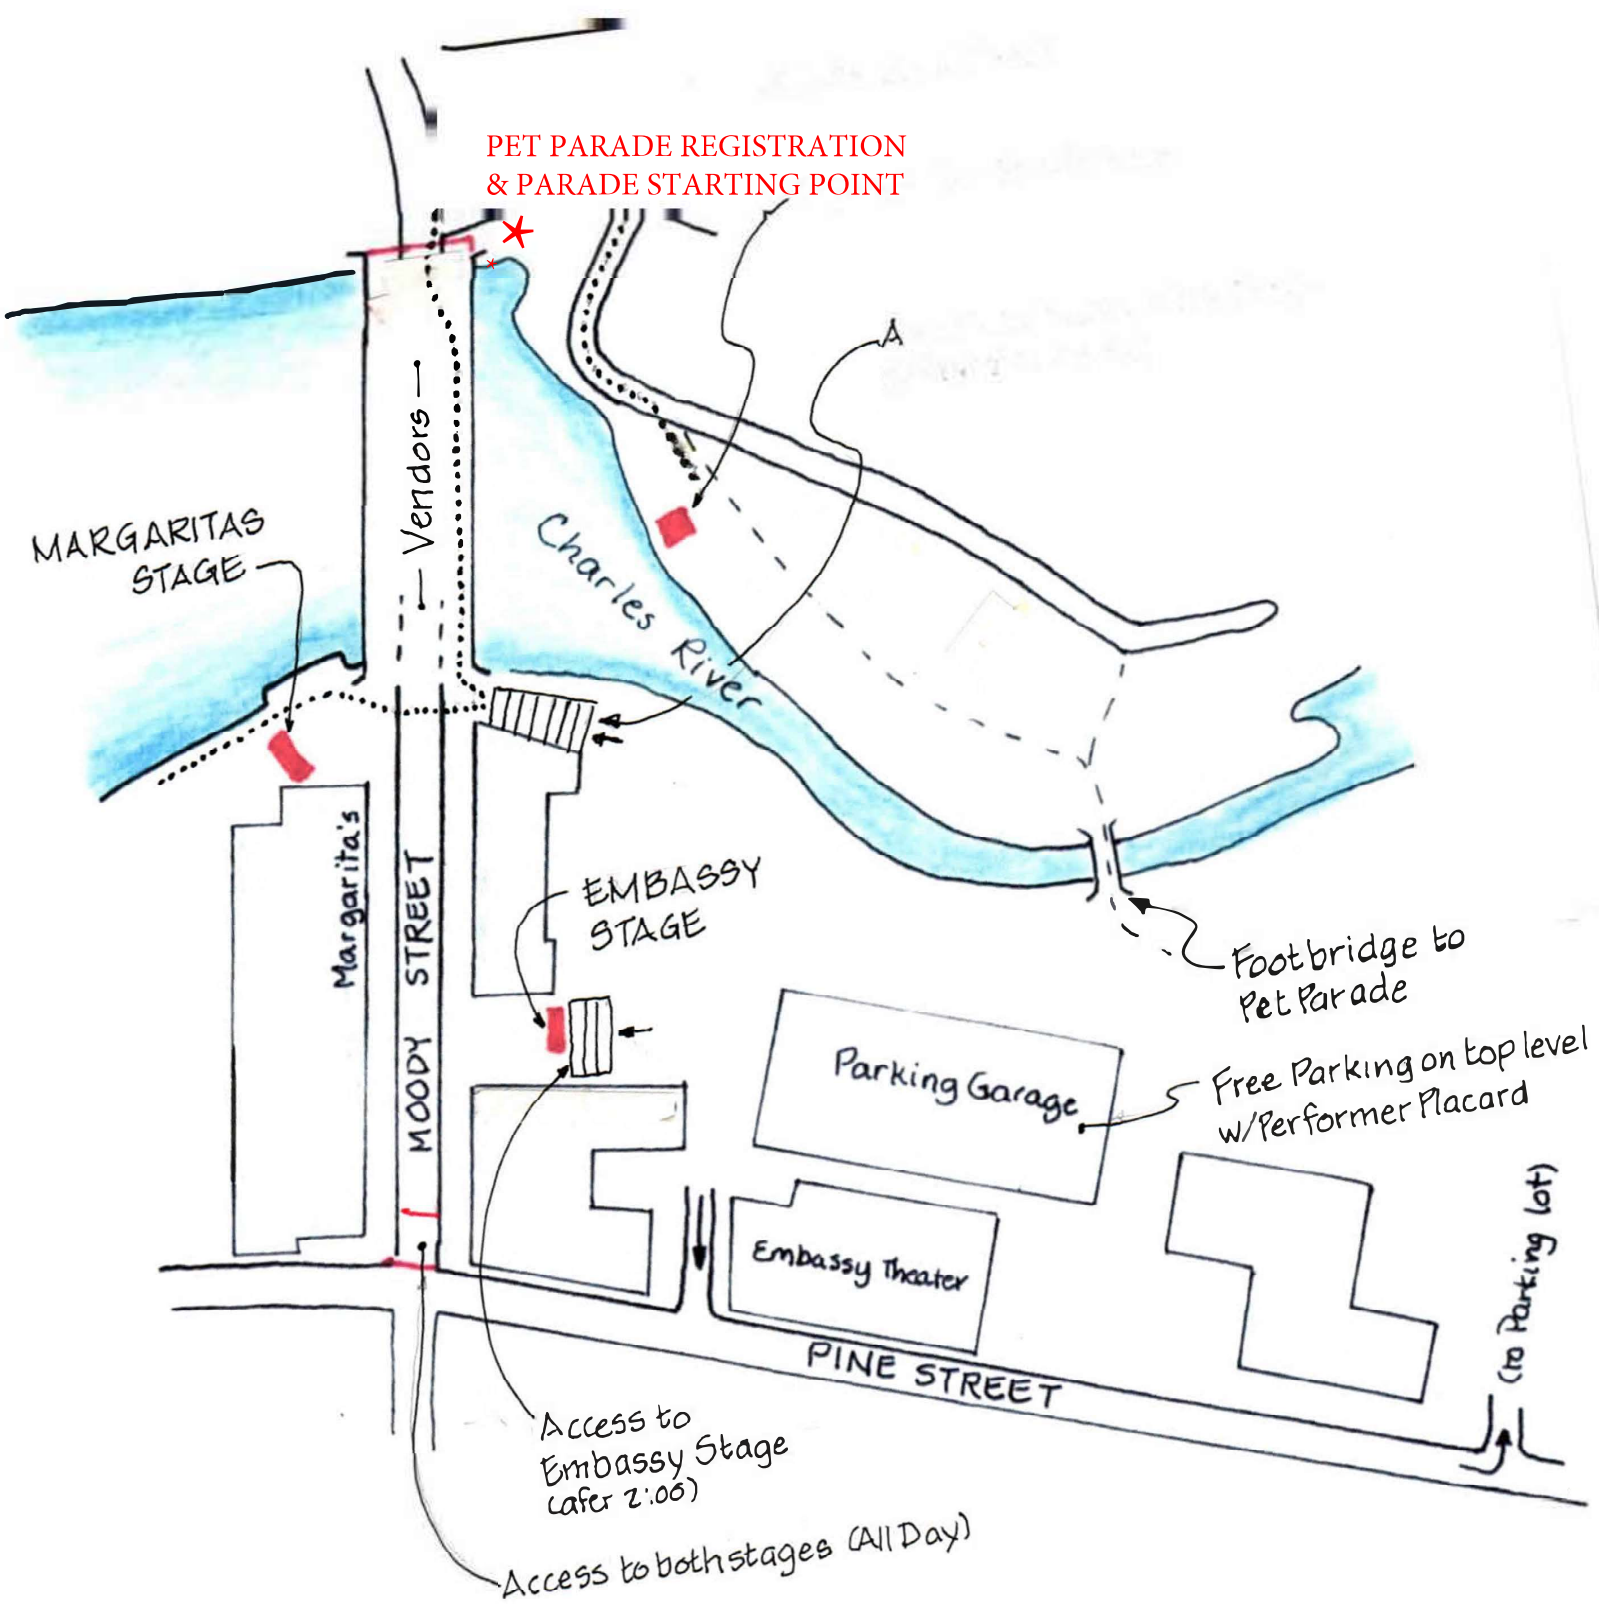 PET PARADE REGISTRATION
& PARADE STARTING POINT
A
Vendors
MARGARITAS
STAGE
Charles River
Margarita's
MOODY STREET
EMBASSY
STAGE
Footbridge to
Pet Parade
Parking Garage
Free Parking on top level
w/Performer Placard
Embassy Theater
(to Parking lot)
PINE STREET
Access to
Embassy Stage
(afer 2:00)
Access to both stages (All Day)